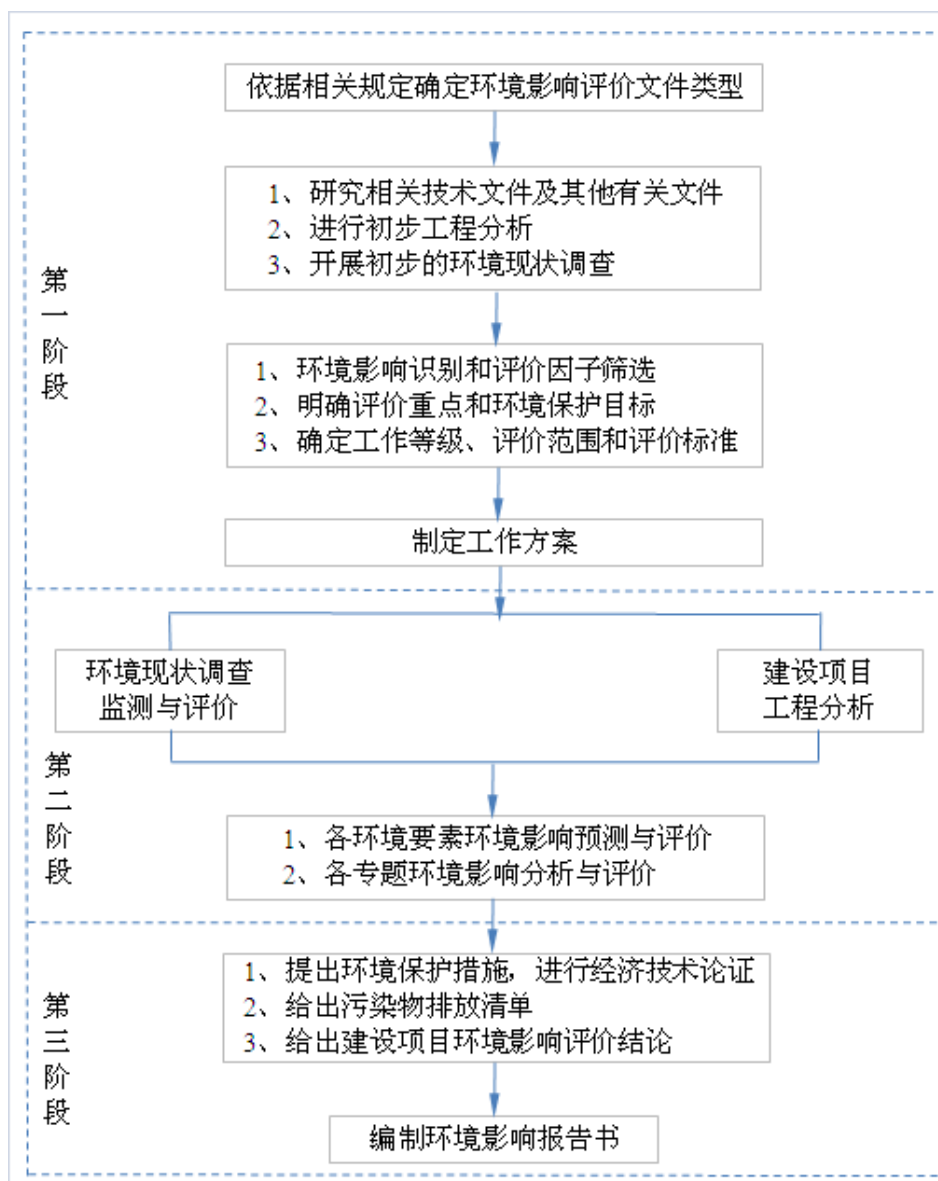 依据相关规定确定环境影响评价文件类型
1、研究相关技术文件及其他有关文件
2、进行初步工程分析
3、开展初步的环境现状调查
第一阶段
1、环境影响识别和评价因子筛选
2、明确评价重点和环境保护目标
3、确定工作等级、评价范围和评价标准
制定工作方案
环境现状调查
监测与评价
建设项目
工程分析
第二阶段
1、各环境要素环境影响预测与评价
2、各专题环境影响分析与评价
第三阶段
1、提出环境保护措施，进行经济技术论证
2、给出污染物排放清单
3、给出建设项目环境影响评价结论
编制环境影响报告书